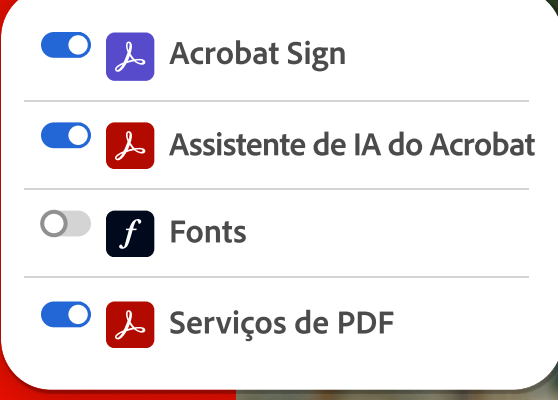 Acrobat Sign
Assistente de IA do Acrobat
f Fonts
Serviços de PDF